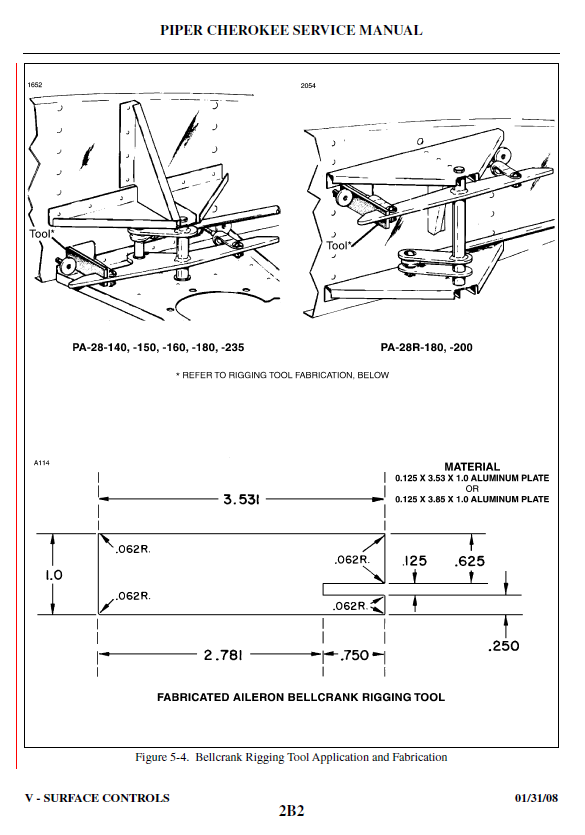 PIPER CHEROKEE SERVICE MANUAL
1652
2054
Tool*
Tool*
PA-28-140, -150, -160, -180, -235
PA-28R-180, -200
* REFER TO RIGGING TOOL FABRICATION, BELOW
A114
MATERIAL
0.125 X 3.53 X 1.0 ALUMINUM PLATE
OR
0.125 X 3.85 X 1.0 ALUMINUM PLATE
3.531
.062R.
.062R.
.125
.625
1.0
.062R.
.062R.
.250
2.781
.750
FABRICATED AILERON BELLCRANK RIGGING TOOL
Figure 5-4. Bellcrank Rigging Tool Application and Fabrication
V - SURFACE CONTROLS
01/31/08
2B2